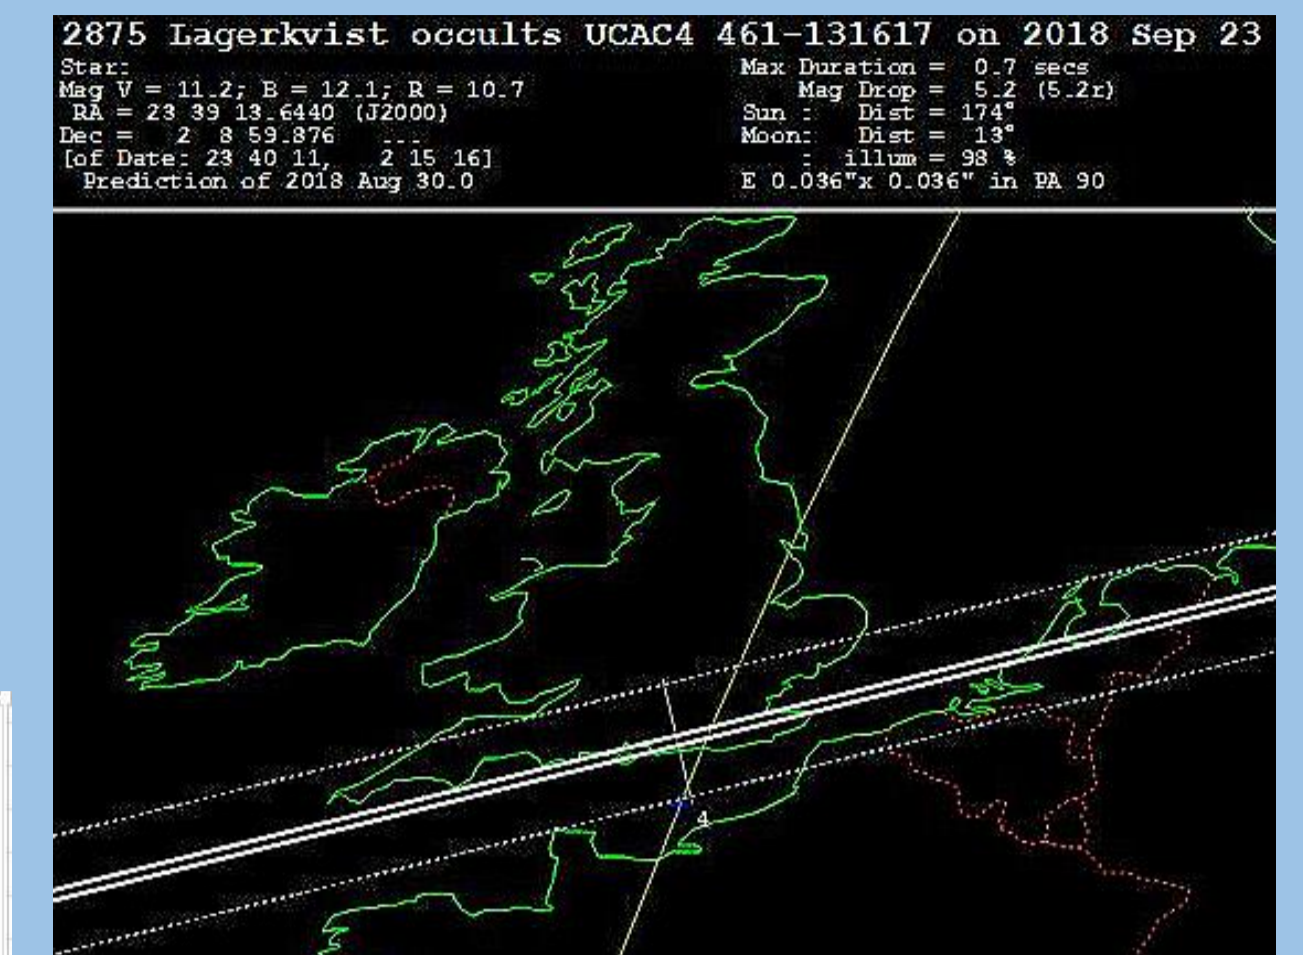 2875 Lagerkvist occults UCAC4 461-131617 on 2018 Sep 23
Star:
Mag V = 11.2; B = 12.1; R = 10.7
RA = 23 39 13.6440 (J2000)
Dec = 2 8 59.876 ...
[of Date: 23 40 11, 2 15 16]
Prediction of 2018 Aug 30.0
Max Duration = 0.7 secs
Mag Drop = 5.2 (5.2r)
Sun : Dist = 174°
Moon: Dist = 13°
: illum = 98 %
E 0.036"x 0.036" in PA 90
4